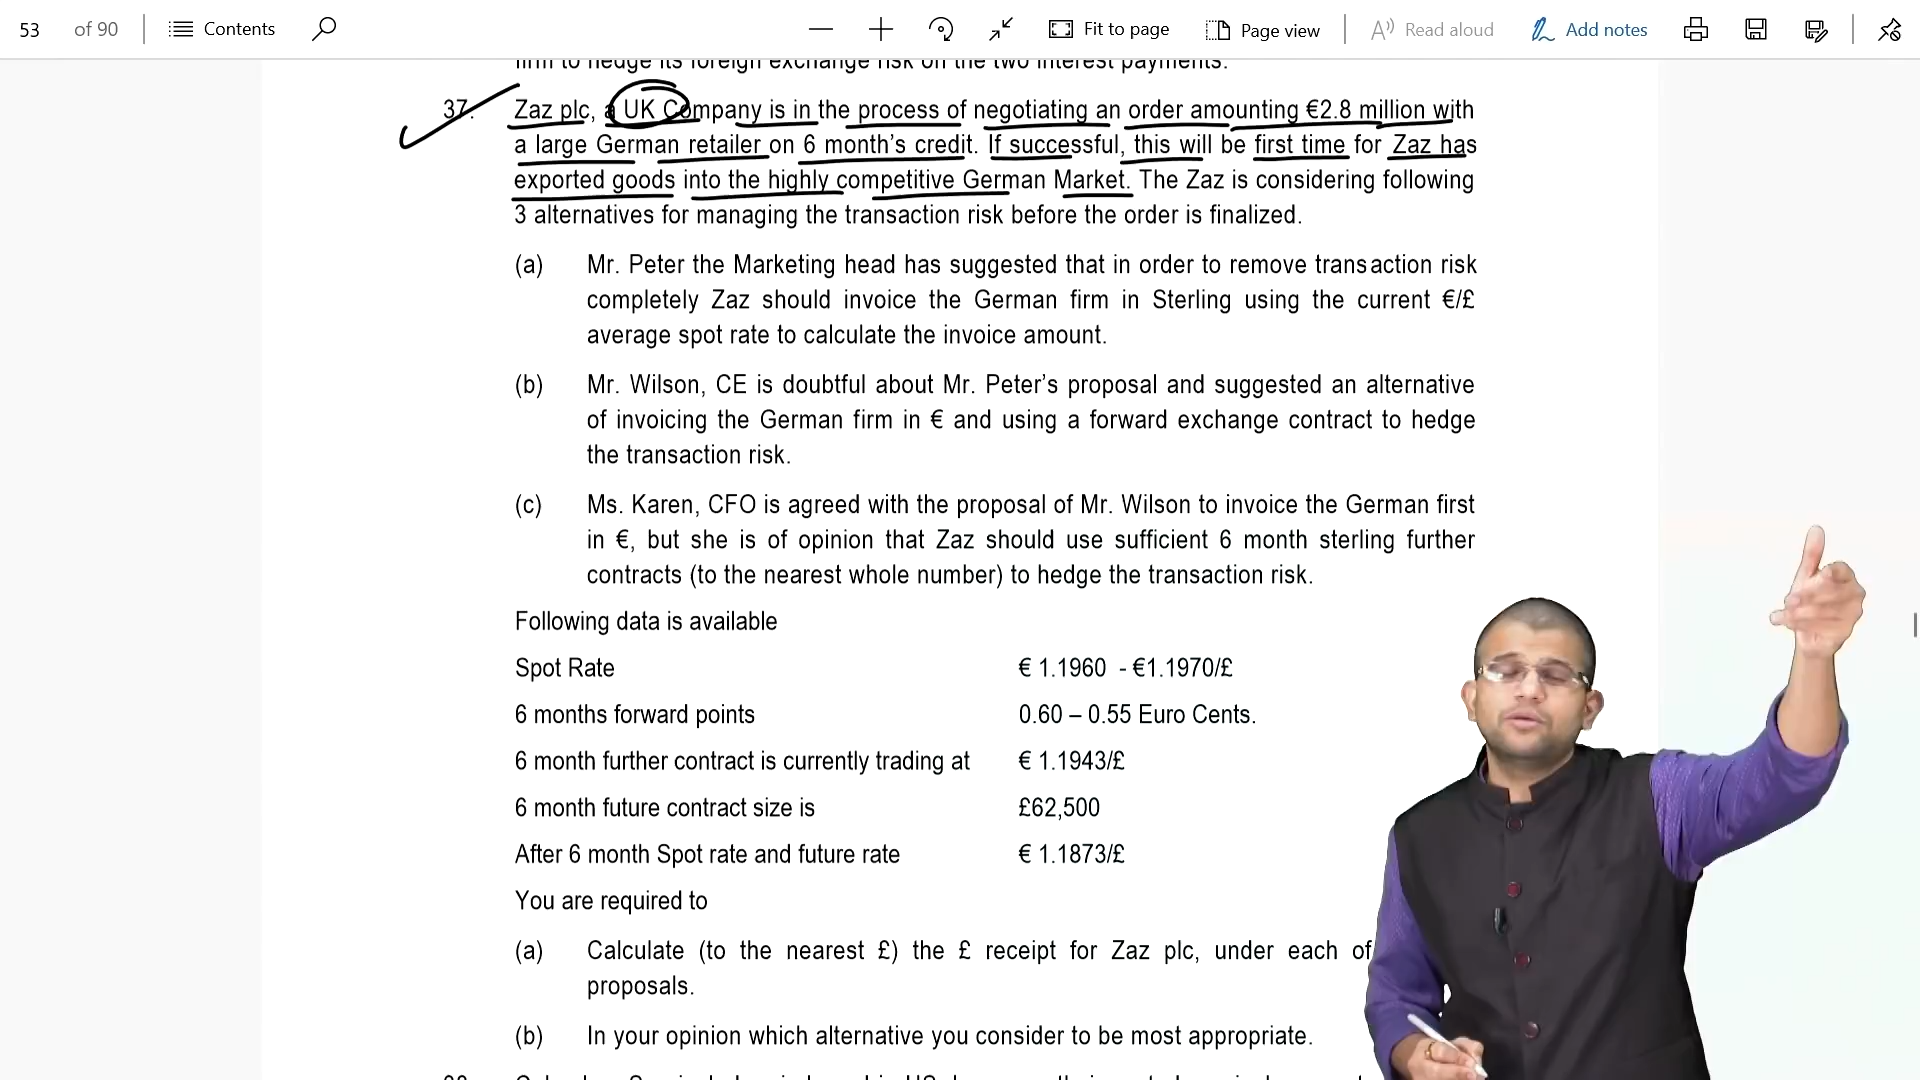 53 of 90 Contents Fit to page Page view Read aloud Add notes
firm to hedge its foreign exchange risk on the two interest payments.
37. Zaz plc, a UK Company is in the process of negotiating an order amounting €2.8 million with
a large German retailer on 6 month's credit. If successful, this will be first time for Zaz has
exported goods into the highly competitive German Market. The Zaz is considering following
3 alternatives for managing the transaction risk before the order is finalized.
(a) Mr. Peter the Marketing head has suggested that in order to remove transaction risk
completely Zaz should invoice the German firm in Sterling using the current €/£
average spot rate to calculate the invoice amount.
(b) Mr. Wilson, CE is doubtful about Mr. Peter's proposal and suggested an alternative
of invoicing the German firm in € and using a forward exchange contract to hedge
the transaction risk.
(c) Ms. Karen, CFO is agreed with the proposal of Mr. Wilson to invoice the German first
in €, but she is of opinion that Zaz should use sufficient 6 month sterling further
contracts (to the nearest whole number) to hedge the transaction risk.
Following data is available
Spot Rate € 1.1960 - €1.1970/£
6 months forward points 0.60 – 0.55 Euro Cents.
6 month further contract is currently trading at € 1.1943/£
6 month future contract size is £62,500
After 6 month Spot rate and future rate € 1.1873/£
You are required to
(a) Calculate (to the nearest £) the £ receipt for Zaz plc, under each of
proposals.
(b) In your opinion which alternative you consider to be most appropriate.